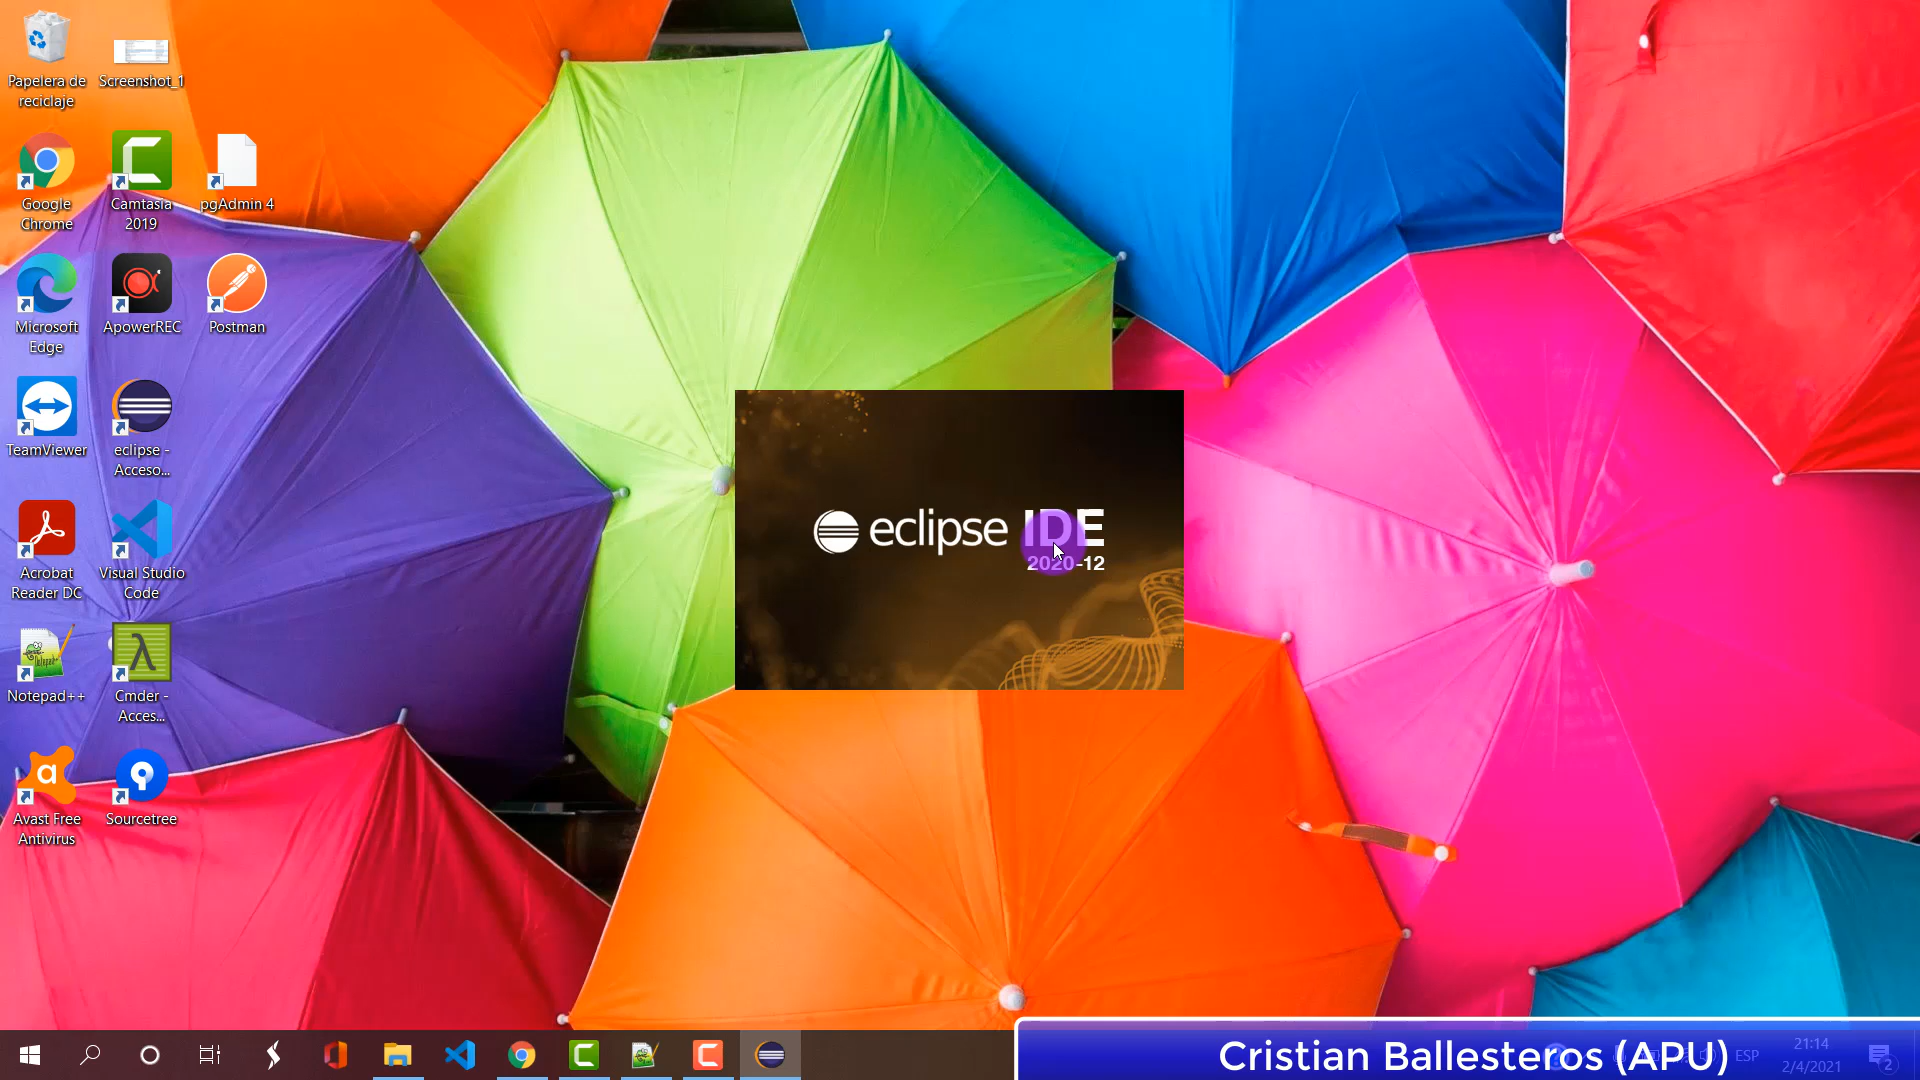 Papelera de
reciclaje
Screenshot_1
Google
Chrome
Camtasia
2019
pgAdmin 4
Microsoft
Edge
ApowerREC
Postman
TeamViewer
eclipse -
Acceso...
Acrobat
Reader DC
Visual Studio
Code
Notepad++
Cmder -
Acces...
Avast Free
Antivirus
Sourcetree
eclipse IDE
2020-12
Cristian Ballesteros (APU)
ESP
21:14
2/4/2021
2